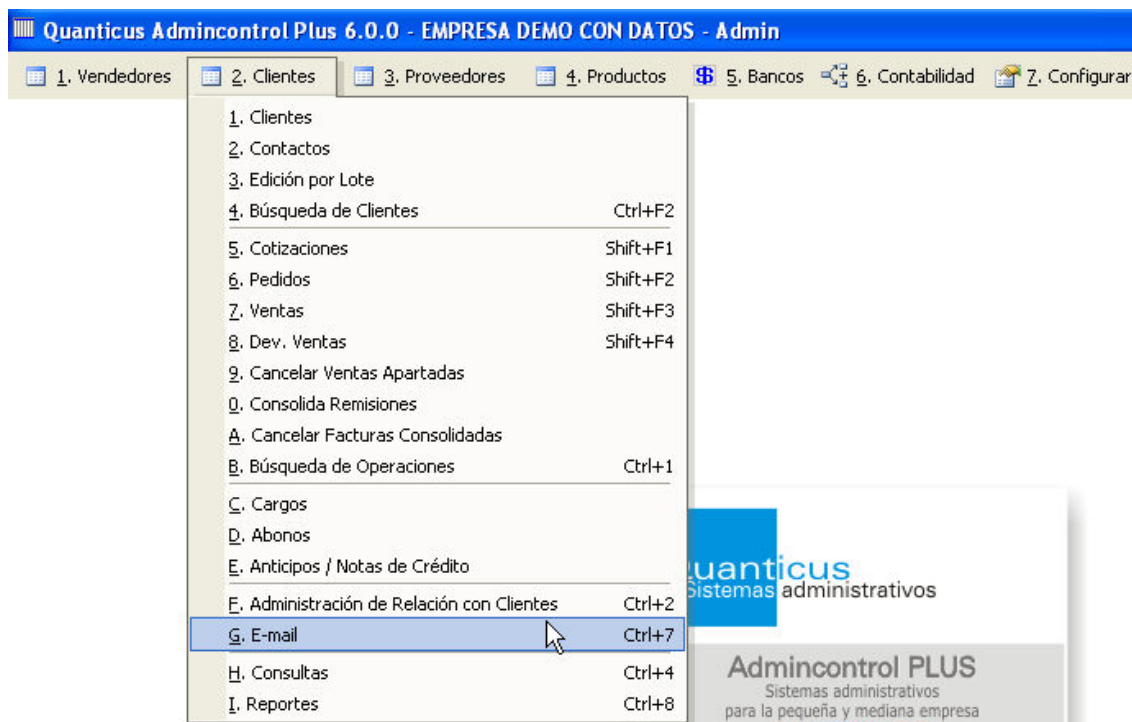 Quanticus Admincontrol Plus 6.0.0 - EMPRESA DEMO CON DATOS - Admin
1. Vendedores 2. Clientes 3. Proveedores 4. Productos 5. Bancos 6. Contabilidad 7. Configurar
1. Clientes
2. Contactos
3. Edición por Lote
4. Búsqueda de Clientes Ctrl+F2
5. Cotizaciones Shift+F1
6. Pedidos Shift+F2
7. Ventas Shift+F3
8. Dev. Ventas Shift+F4
9. Cancelar Ventas Apartadas
0. Consolida Remisiones
A. Cancelar Facturas Consolidadas
B. Búsqueda de Operaciones Ctrl+1
C. Cargos
D. Abonos
E. Anticipos / Notas de Crédito
F. Administración de Relación con Clientes Ctrl+2
G. E-mail Ctrl+7
H. Consultas Ctrl+4
I. Reportes Ctrl+8
Quanticus
Sistemas administrativos
Admincontrol PLUS
Sistemas administrativos
para la pequeña y mediana empresa